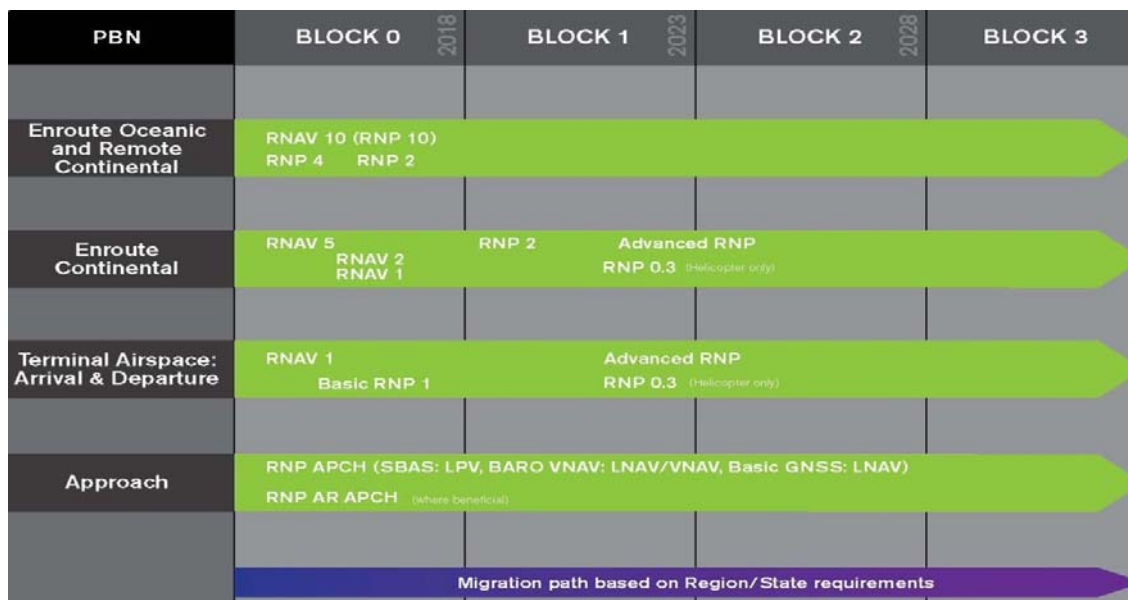 PBN
BLOCK 0
2018
BLOCK 1
2023
BLOCK 2
2028
BLOCK 3
Enroute Oceanic
and Remote
Continental
RNAV 10 (RNP 10)
RNP 4 RNP 2
Enroute
Continental
RNAV 5 RNP 2 Advanced RNP
RNAV 2 RNP 0.3 (Helicopter only)
RNAV 1
Terminal Airspace:
Arrival & Departure
RNAV 1 Advanced RNP
Basic RNP 1 RNP 0.3 (Helicopter only)
Approach
RNP APCH (SBAS: LPV, BARO VNAV: LNAV/VNAV, Basic GNSS: LNAV)
RNP AR APCH (where beneficial)
Migration path based on Region/State requirements